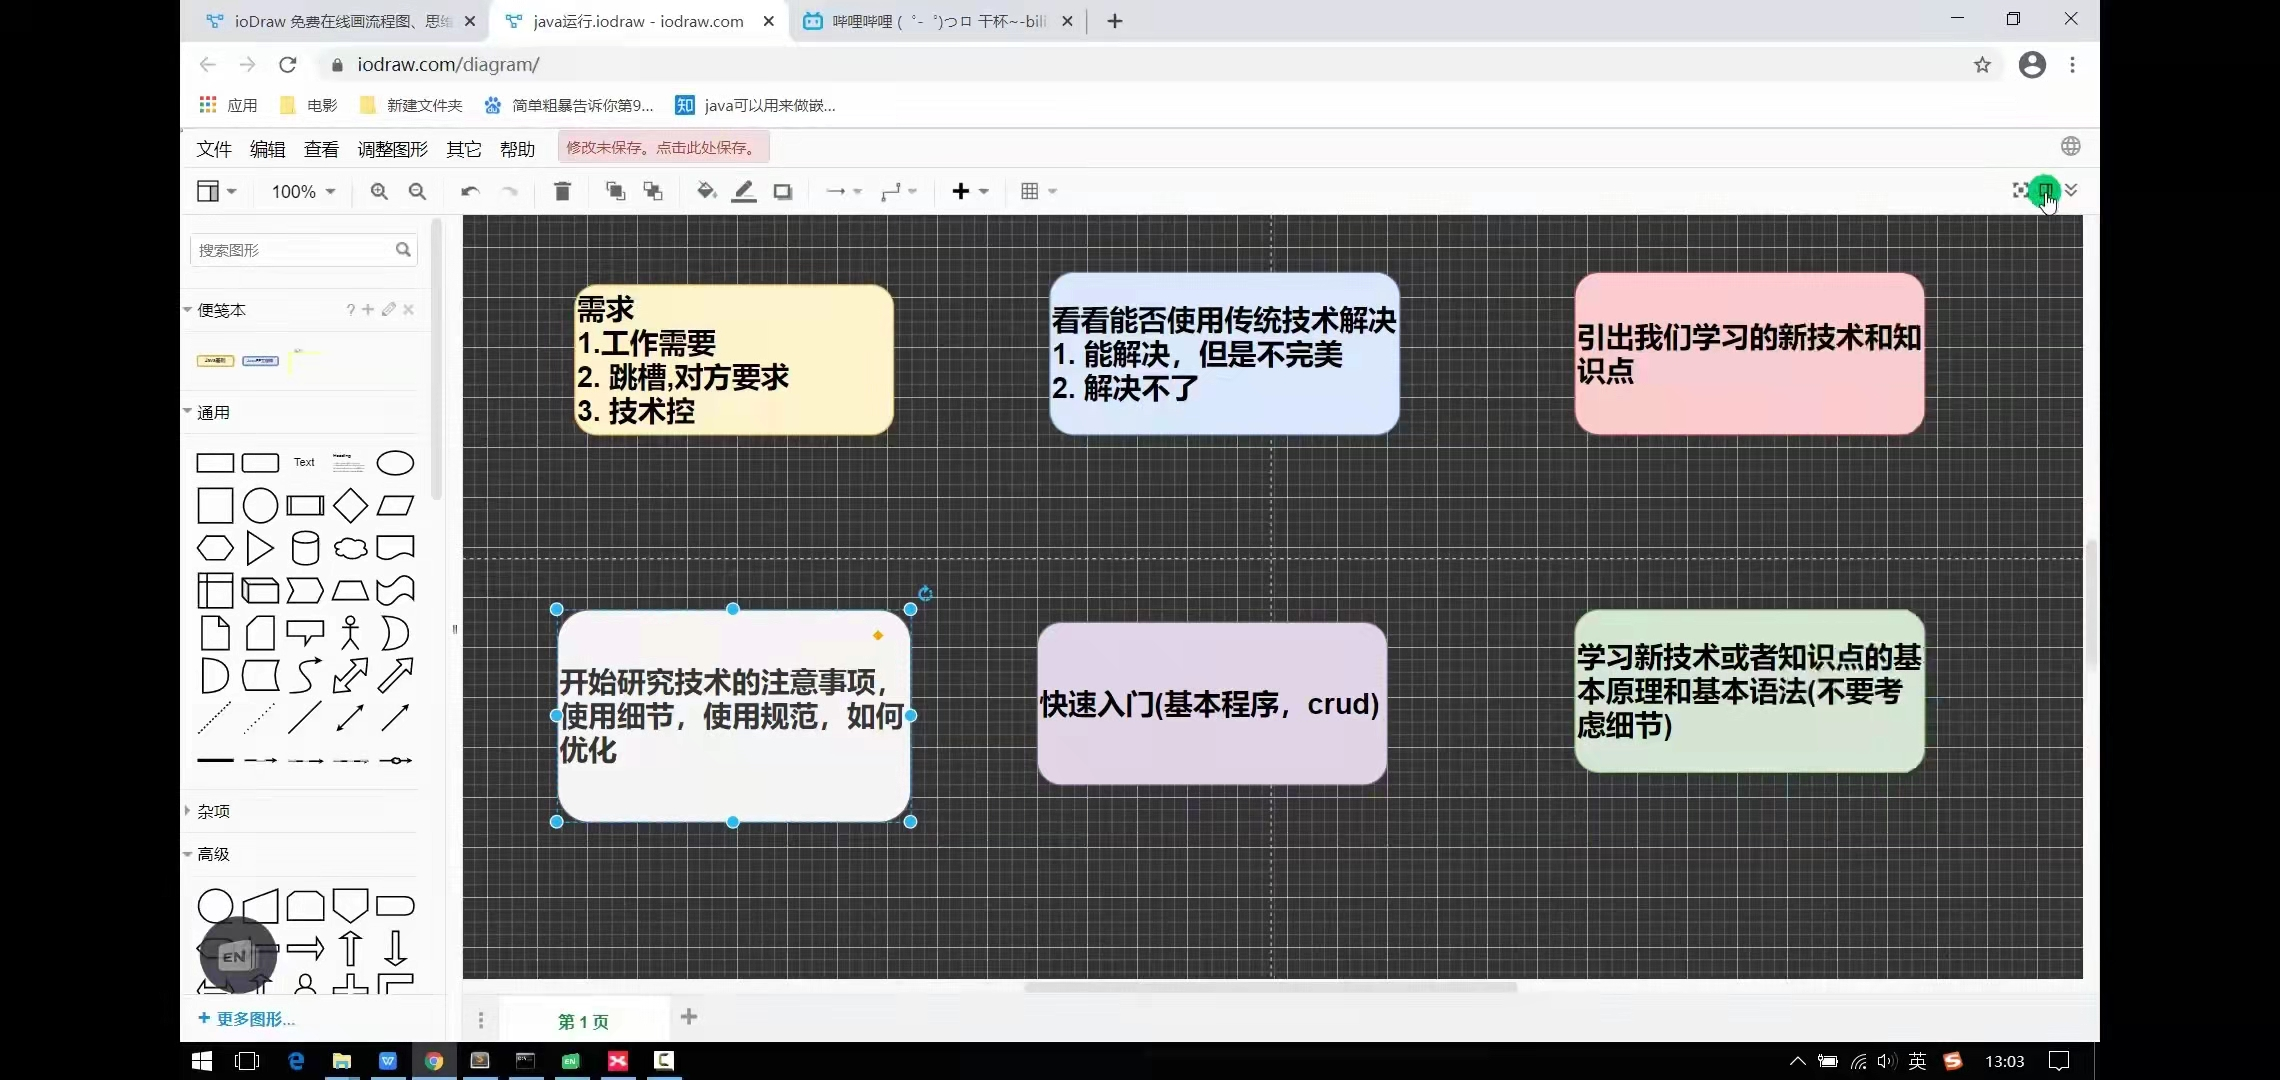 ioDraw 免费在线画流程图、思维
java运行.iodraw - iodraw.com
哔哩哔哩 (゜-゜)つロ 干杯~-bili
iodraw.com/diagram/
应用
电影
新建文件夹
简单粗暴告诉你第9...
知
java可以用来做嵌...
文件
编辑
查看
调整图形
其它
帮助
修改未保存。点击此处保存。
100%
搜索图形
便笺本
?
通用
Text
Heading
杂项
高级
EN
+ 更多图形...
需求
1.工作需要
2. 跳槽,对方要求
3. 技术控
看看能否使用传统技术解决
1. 能解决，但是不完美
2. 解决不了
引出我们学习的新技术和知
识点
开始研究技术的注意事项，
使用细节，使用规范，如何
优化
快速入门(基本程序，crud)
学习新技术或者知识点的基
本原理和基本语法(不要考
虑细节)
第 1 页
英
13:03